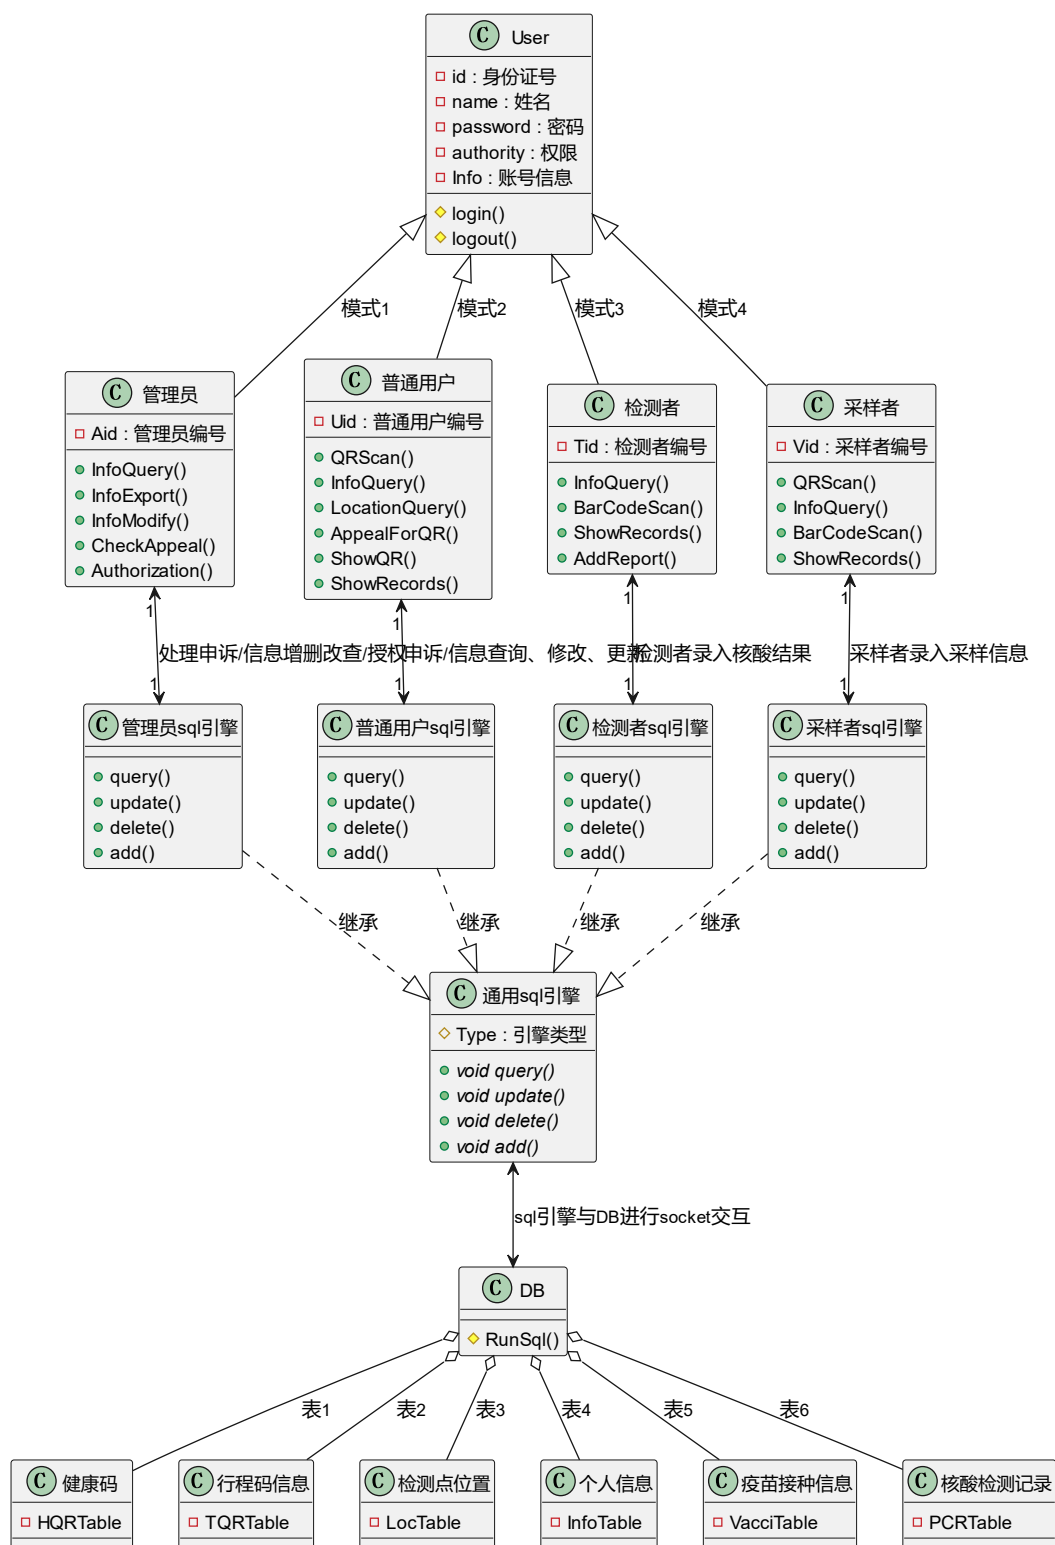 C User
id : 身份证号
name : 姓名
password : 密码
authority : 权限
Info : 账号信息
login()
logout()
模式1
模式2
模式3
模式4
C 管理员
Aid : 管理员编号
InfoQuery()
InfoExport()
InfoModify()
CheckAppeal()
Authorization()
C 普通用户
Uid : 普通用户编号
QRScan()
InfoQuery()
LocationQuery()
AppealForQR()
ShowQR()
ShowRecords()
C 检测者
Tid : 检测者编号
InfoQuery()
BarCodeScan()
ShowRecords()
AddReport()
C 采样者
Vid : 采样者编号
QRScan()
InfoQuery()
BarCodeScan()
ShowRecords()
1
1
1
1
处理申诉/信息增删改查/授权
申诉/信息查询、修改、更新
检测者录入核酸结果
采样者录入采样信息
1
1
1
1
C 管理员sql引擎
query()
update()
delete()
add()
C 普通用户sql引擎
query()
update()
delete()
add()
C 检测者sql引擎
query()
update()
delete()
add()
C 采样者sql引擎
query()
update()
delete()
add()
继承
继承
继承
继承
C 通用sql引擎
Type : 引擎类型
void query()
void update()
void delete()
void add()
sql引擎与DB进行socket交互
C DB
RunSql()
表1
表2
表3
表4
表5
表6
C 健康码
HQRTable
C 行程码信息
TQRTable
C 检测点位置
LocTable
C 个人信息
InfoTable
C 疫苗接种信息
VacciTable
C 核酸检测记录
PCRTable